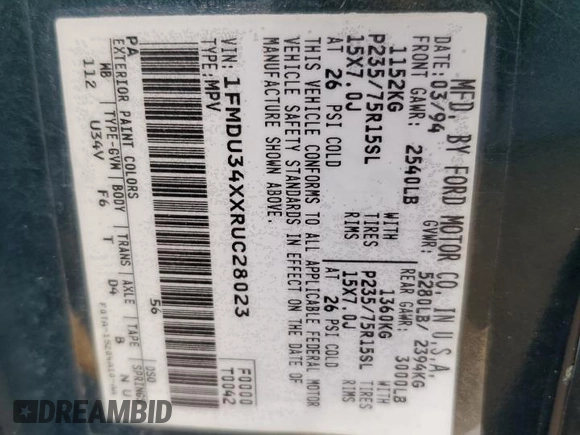 MFD. BY FORD MOTOR CO. IN U.S.A.
DATE: 03/94 GVWR: 5280LB/ 2394KG
FRONT GAWR: 2540LB REAR GAWR: 3000LB
1152KG WITH 1360KG WITH
P235/75R15SL TIRES P235/75R15SL
15X7.0J RIMS 15X7.0J
AT 26 PSI COLD AT 26 PSI COLD
THIS VEHICLE CONFORMS TO ALL APPLICABLE FEDERAL MOTOR
VEHICLE SAFETY STANDARDS IN EFFECT ON THE DATE OF
MANUFACTURE SHOWN ABOVE.
VIN: 1FMDU34XXRUC28023 F0000
TYPE: MPV T0042
EXTERIOR PAINT COLORS 56 DSO
PA
WB TYPE-GVM BODY TRANS AXLE TAPE SPRING
112 U34V F6 T D4 B N U
DREAMBID